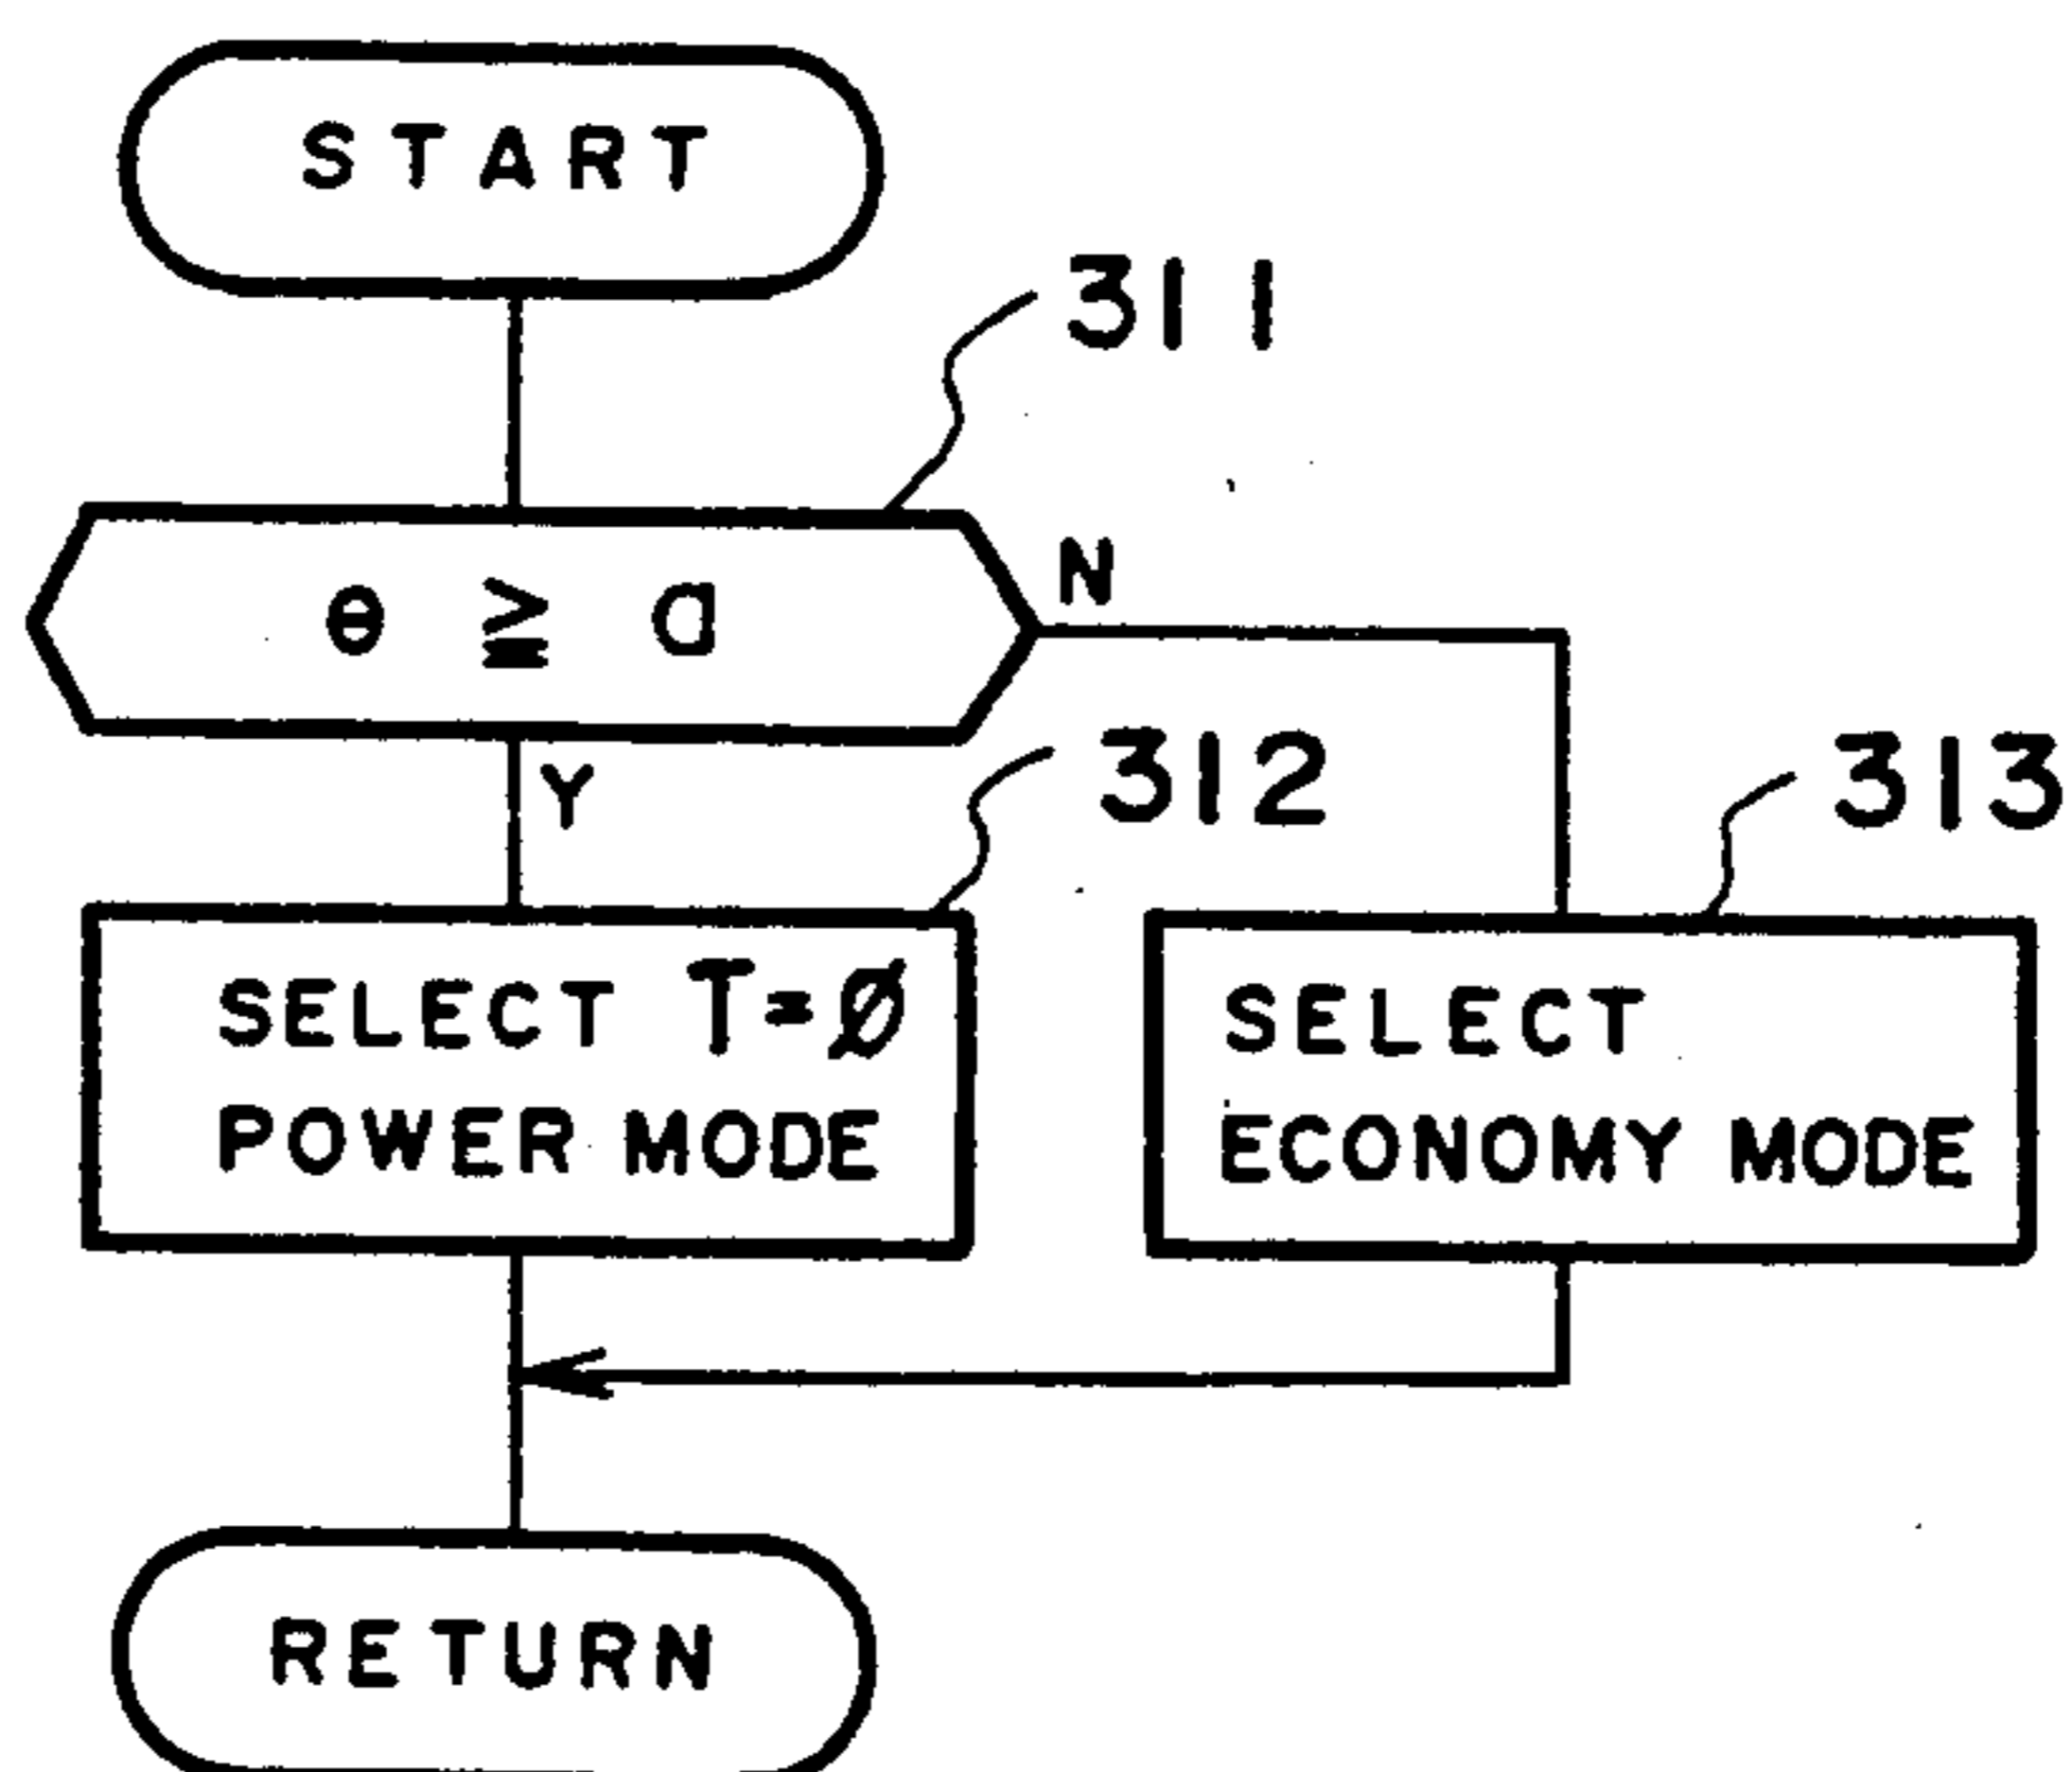 START
311
θ ≧ a
N
Y
312
313
SELECT T=Ø
POWER MODE
SELECT
ECONOMY MODE
RETURN